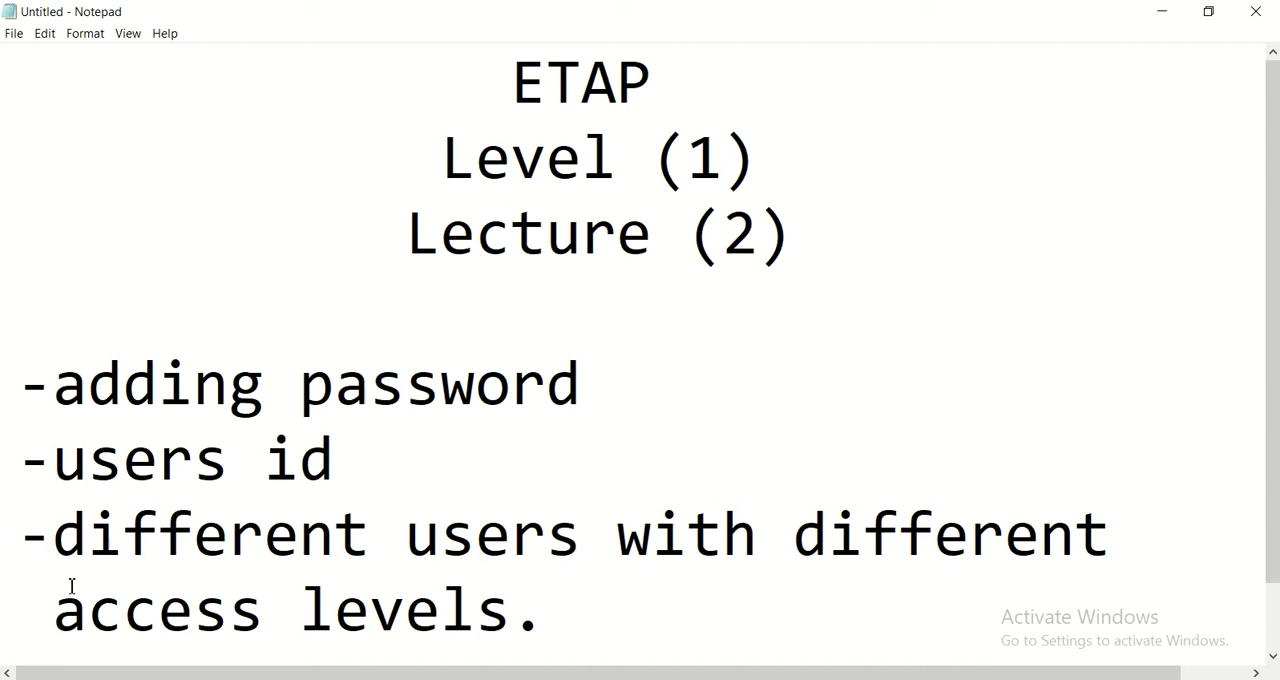 Untitled - Notepad
File Edit Format View Help
ETAP
Level (1)
Lecture (2)
-adding password
-users id
-different users with different
access levels.
Activate Windows
Go to Settings to activate Windows.